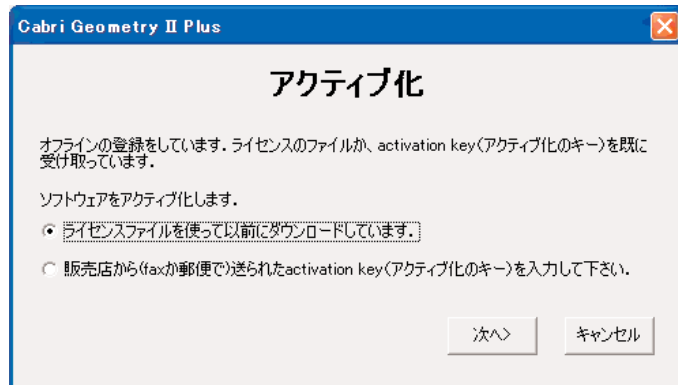 Cabri Geometry II Plus
アクティブ化
オフラインの登録をしています. ライセンスのファイルか、activation key(アクティブ化のキー)を既に
受け取っています.
ソフトウェアをアクティブ化します.
ライセンスファイルを使って以前にダウンロードしています.
販売店から(faxか郵便で)送られたactivation key(アクティブ化のキー)を入力して下さい.
次へ> キャンセル